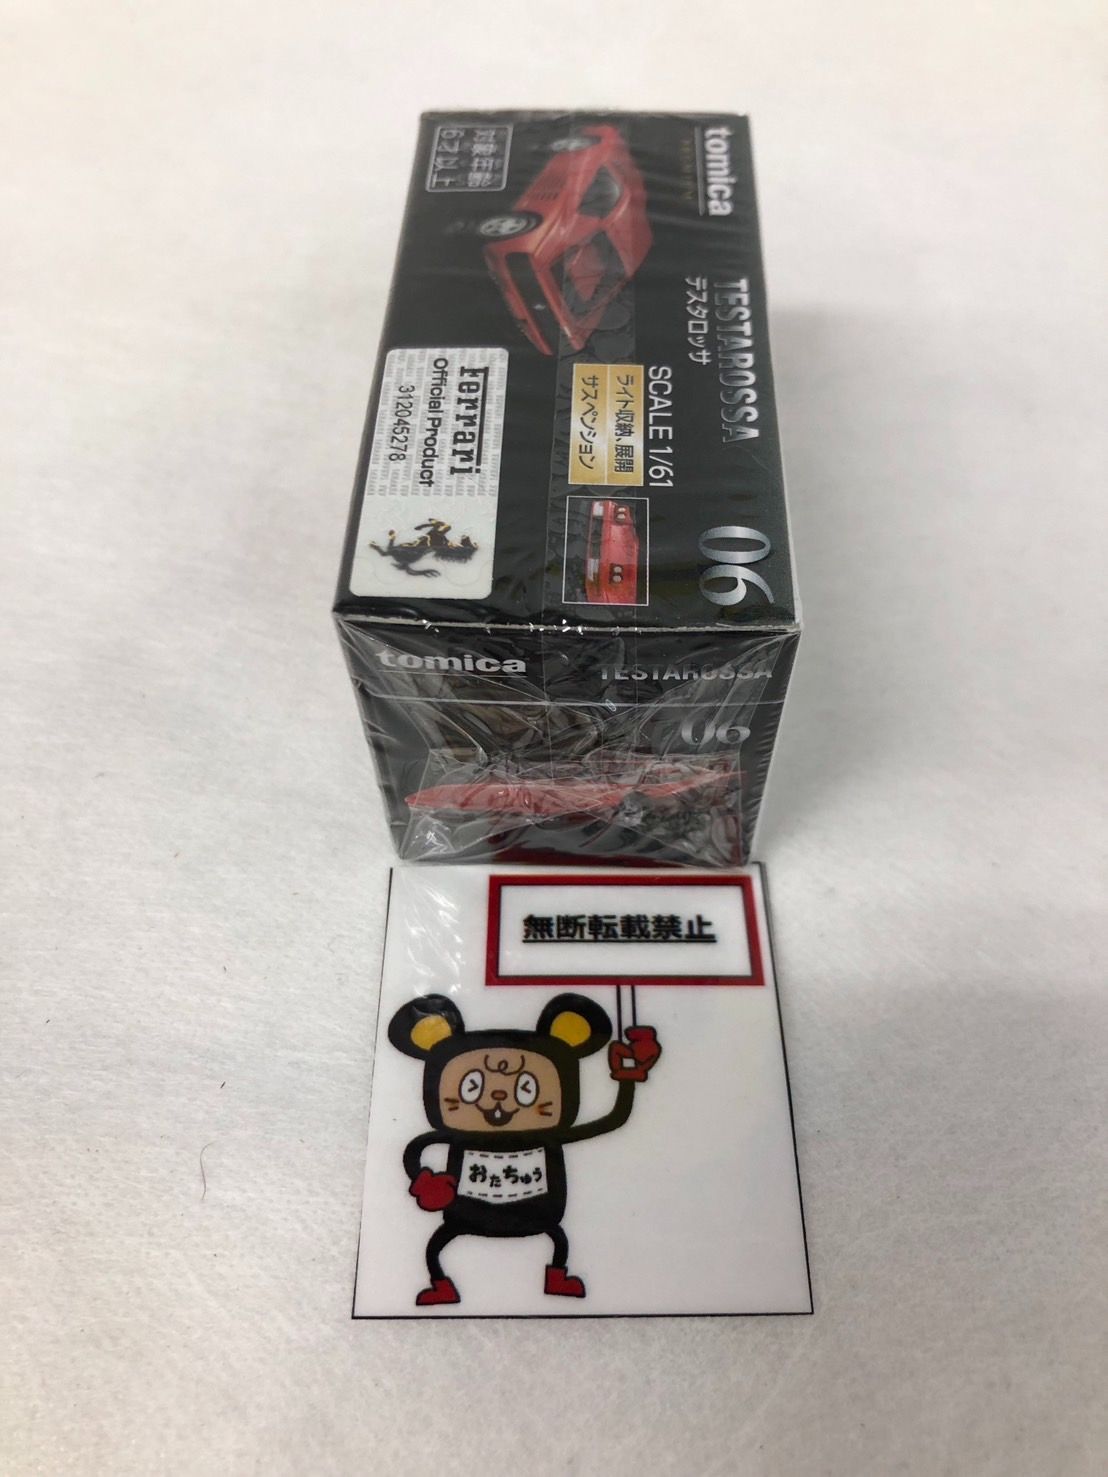 tomica
PREMIUM
TESTAROSSA
テスタロッサ
06
SCALE 1/61
ライト収納、展開
サスペンション
対象年齢
6才以上
Ferrari
Official Product
312045278
tomica
TESTAROSSA
06
無断転載禁止
おたちゅう